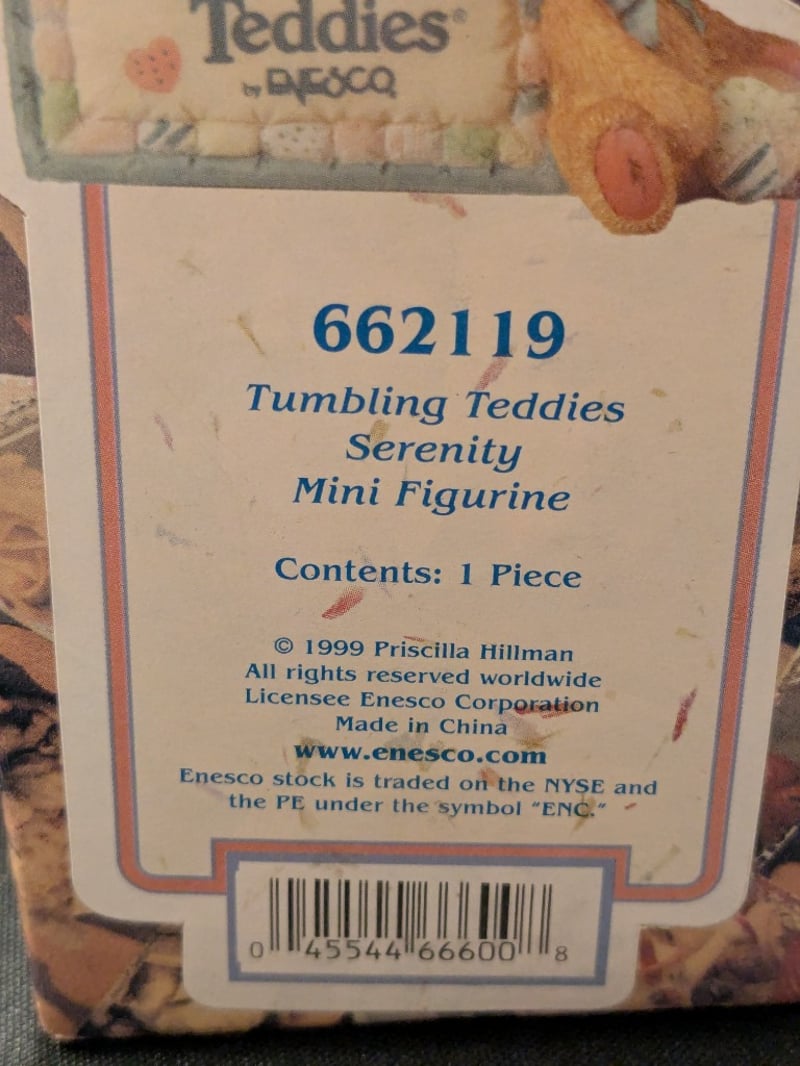 Teddies®
by ENESCO
662119
Tumbling Teddies
Serenity
Mini Figurine
Contents: 1 Piece
© 1999 Priscilla Hillman
All rights reserved worldwide
Licensee Enesco Corporation
Made in China
www.enesco.com
Enesco stock is traded on the NYSE and
the PE under the symbol "ENC."
0 45544 66600 8